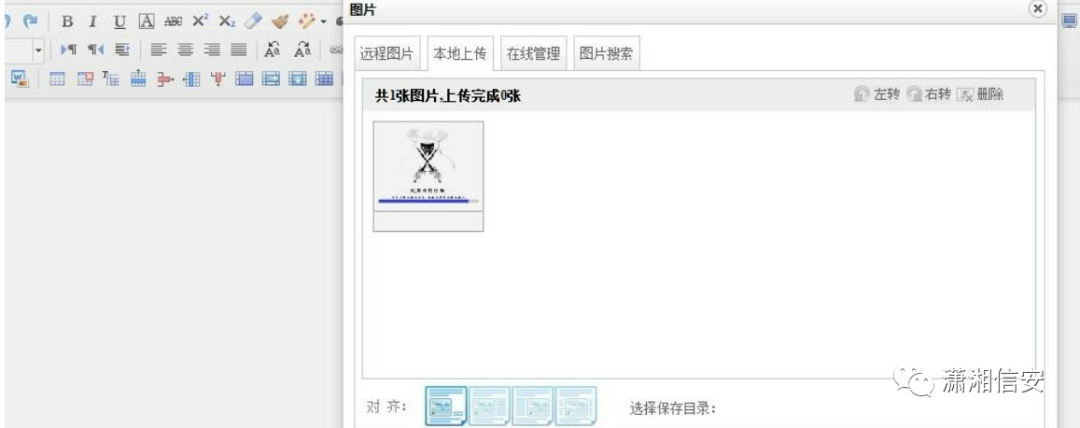 图片
B I U A ABC X² X₂
远程图片 本地上传 在线管理 图片搜索
共1张图片,上传完成0张
左转 右转 删除
对 齐：
选择保存目录：
潇湘信安